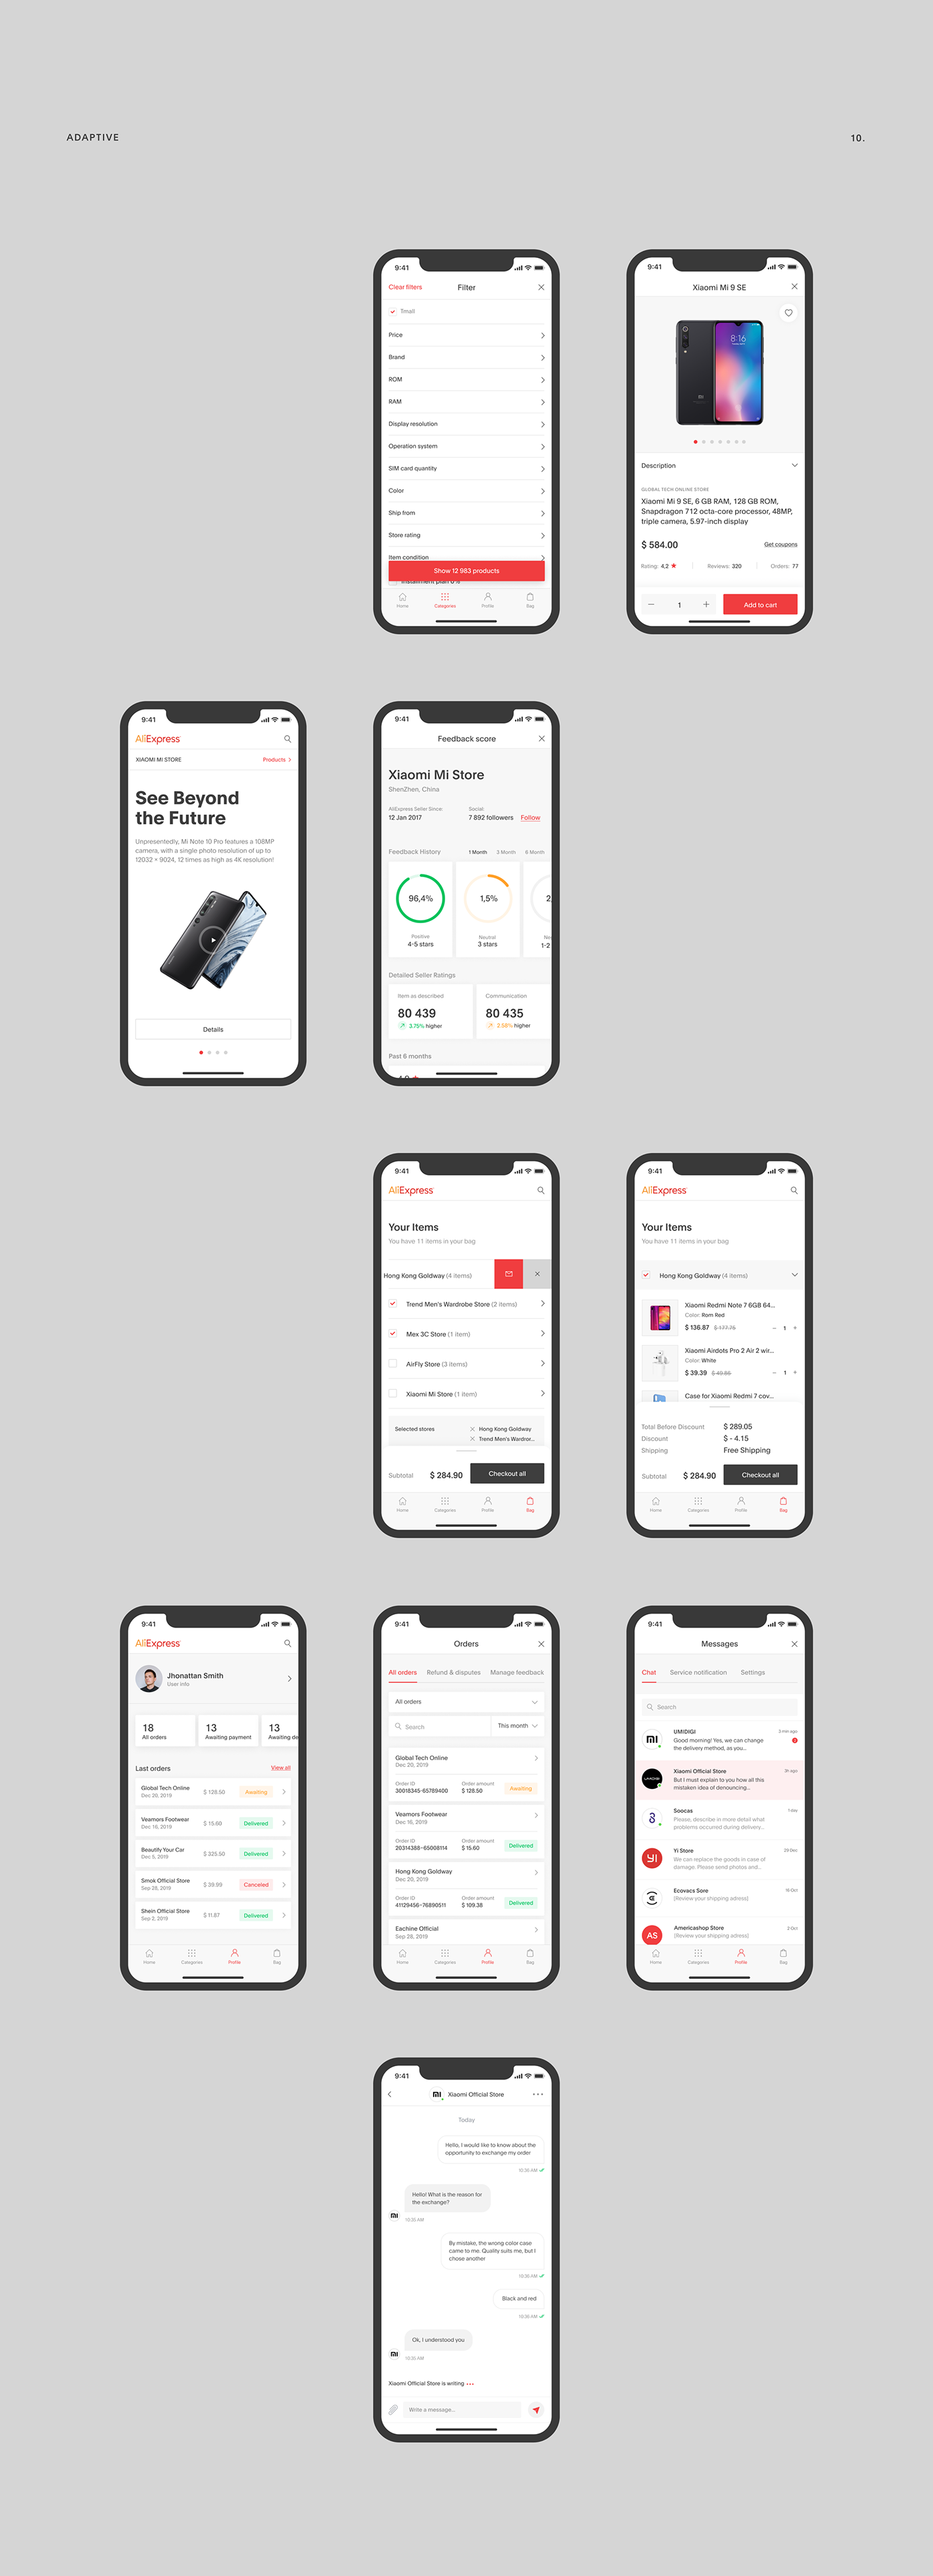 ADAPTIVE
10.
9:41
Clear filters
Filter
Tmall
Price
Brand
ROM
RAM
Display resolution
Operation system
SIM card quantity
Color
Ship from
Store rating
Item condition
Show 12 983 products
Installment plan 0 %
Home
Categories
Profile
Bag
9:41
Xiaomi Mi 9 SE
8:16
Description
GLOBAL TECH ONLINE STORE
Xiaomi Mi 9 SE, 6 GB RAM, 128 GB ROM,
Snapdragon 712 octa-core processor, 48MP,
triple camera, 5.97-inch display
$ 584.00
Get coupons
Rating: 4,2 ★
Reviews: 320
Orders: 77
— 1 +
Add to cart
9:41
AliExpress
XIAOMI MI STORE
Products
See Beyond
the Future
Unpresentedly, Mi Note 10 Pro features a 108MP
camera, with a single photo resolution of up to
12032 × 9024, 12 times as high as 4K resolution!
Details
9:41
Feedback score
Xiaomi Mi Store
ShenZhen, China
AliExpress Seller Since:
Social:
12 Jan 2017
7 892 followers
Follow
Feedback History
1 Month
3 Month
6 Month
96,4%
1,5%
2,
Positive
Neutral
4-5 stars
3 stars
1-2
Detailed Seller Ratings
Item as described
Communication
80 439
80 435
3.75% higher
2.58% higher
Past 6 months
9:41
AliExpress
Your Items
You have 11 items in your bag
Hong Kong Goldway (4 items)
Trend Men's Wardrobe Store (2 items)
Mex 3C Store (1 item)
AirFly Store (3 items)
Xiaomi Mi Store (1 item)
Selected stores
Hong Kong Goldway
Trend Men's Wardror...
Subtotal
$ 284.90
Checkout all
Home
Categories
Profile
Bag
9:41
AliExpress
Your Items
You have 11 items in your bag
Hong Kong Goldway (4 items)
Xiaomi Redmi Note 7 6GB 64...
Color: Rom Red
$ 136.87 $ 177.75
– 1 +
Xiaomi Airdots Pro 2 Air 2 wir...
Color: White
$ 39.39 $ 49.86
– 1 +
Case for Xiaomi Redmi 7 cov...
Total Before Discount
$ 289.05
Discount
$ - 4.15
Shipping
Free Shipping
Subtotal
$ 284.90
Checkout all
Home
Categories
Profile
Bag
9:41
AliExpress
Jhonattan Smith
User info
18
All orders
13
Awaiting payment
13
Awaiting de
Last orders
View all
Global Tech Online
Dec 20, 2019
$ 128.50
Awaiting
Veamors Footwear
Dec 16, 2019
$ 15.60
Delivered
Beautify Your Car
Dec 5, 2019
$ 325.50
Delivered
Smok Official Store
Sep 28, 2019
$ 39.99
Canceled
Shein Official Store
Sep 2, 2019
$ 11.87
Delivered
Home
Categories
Profile
Bag
9:41
Orders
All orders
Refund & disputes
Manage feedback
All orders
Search
This month
Global Tech Online
Dec 20, 2019
Order ID
Order amount
30018345-65789400
$ 128.50
Awaiting
Veamors Footwear
Dec 16, 2019
Order ID
Order amount
20314388-65008114
$ 15.60
Delivered
Hong Kong Goldway
Dec 20, 2019
Order ID
Order amount
41129456-76890511
$ 109.38
Delivered
Eachine Official
Sep 28, 2019
Home
Categories
Profile
Bag
9:41
Messages
Chat
Service notification
Settings
Search
UMIDIGI
2 min ago
Good morning! Yes, we can change
the delivery method, as you...
Xiaomi Official Store
3h ago
But I must explain to you how all this
mistaken idea of denouncing...
Soocas
1 day
Please, describe in more detail what
problems occured during delivery...
Yi Store
We can replace the goods in case of
damage. Please send photos and...
Ecovacs Sore
[Review your shipping adress]
AS
Americashop Store
2 Oct
[Review your shipping adress]
Home
Categories
Profile
Bag
9:41
Xiaomi Official Store
Today
Hello, I would like to know about the
opportunity to exchange my order
10:30 AM
Hello! What is the reason for
the exchange?
10:35 AM
By mistake, the wrong color case
came to me. Quality suits me, but I
chose another
10:36 AM
Black and red
Ok, I understood you
Xiaomi Official Store is writing
Write a message...